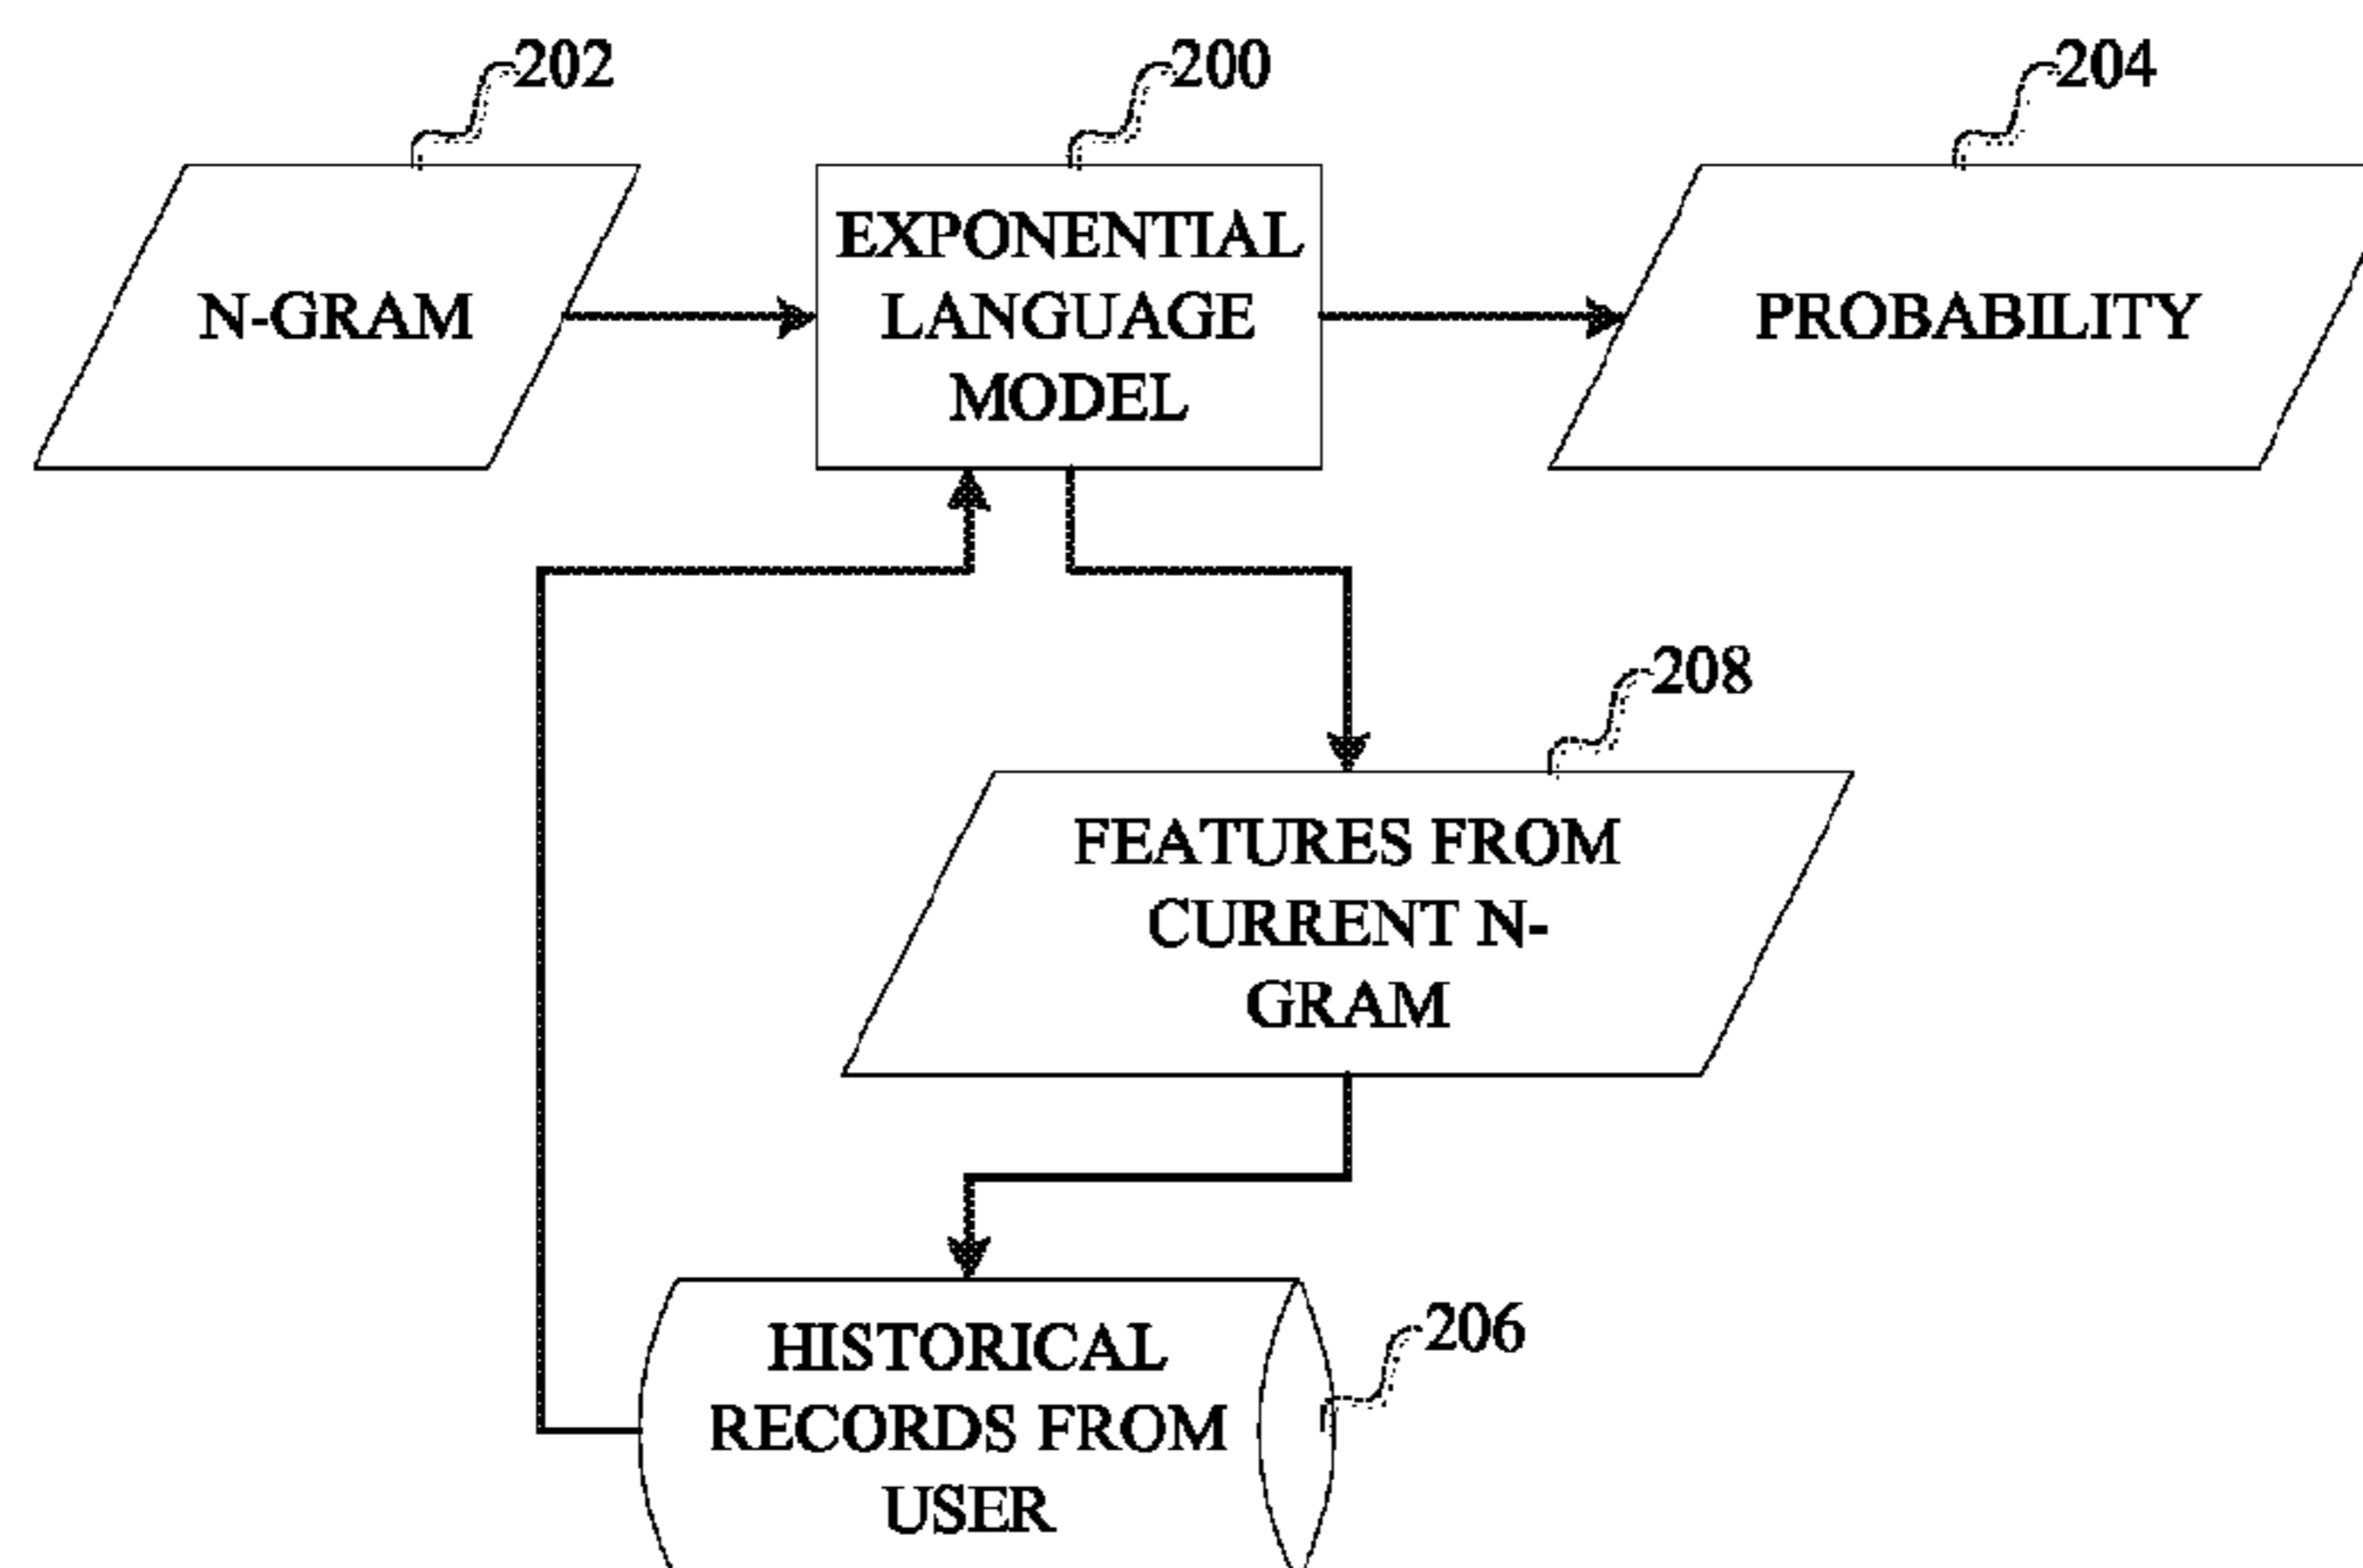 202
200
204
N-GRAM
EXPONENTIAL
LANGUAGE
MODEL
PROBABILITY
208
FEATURES FROM
CURRENT N-
GRAM
206
HISTORICAL
RECORDS FROM
USER